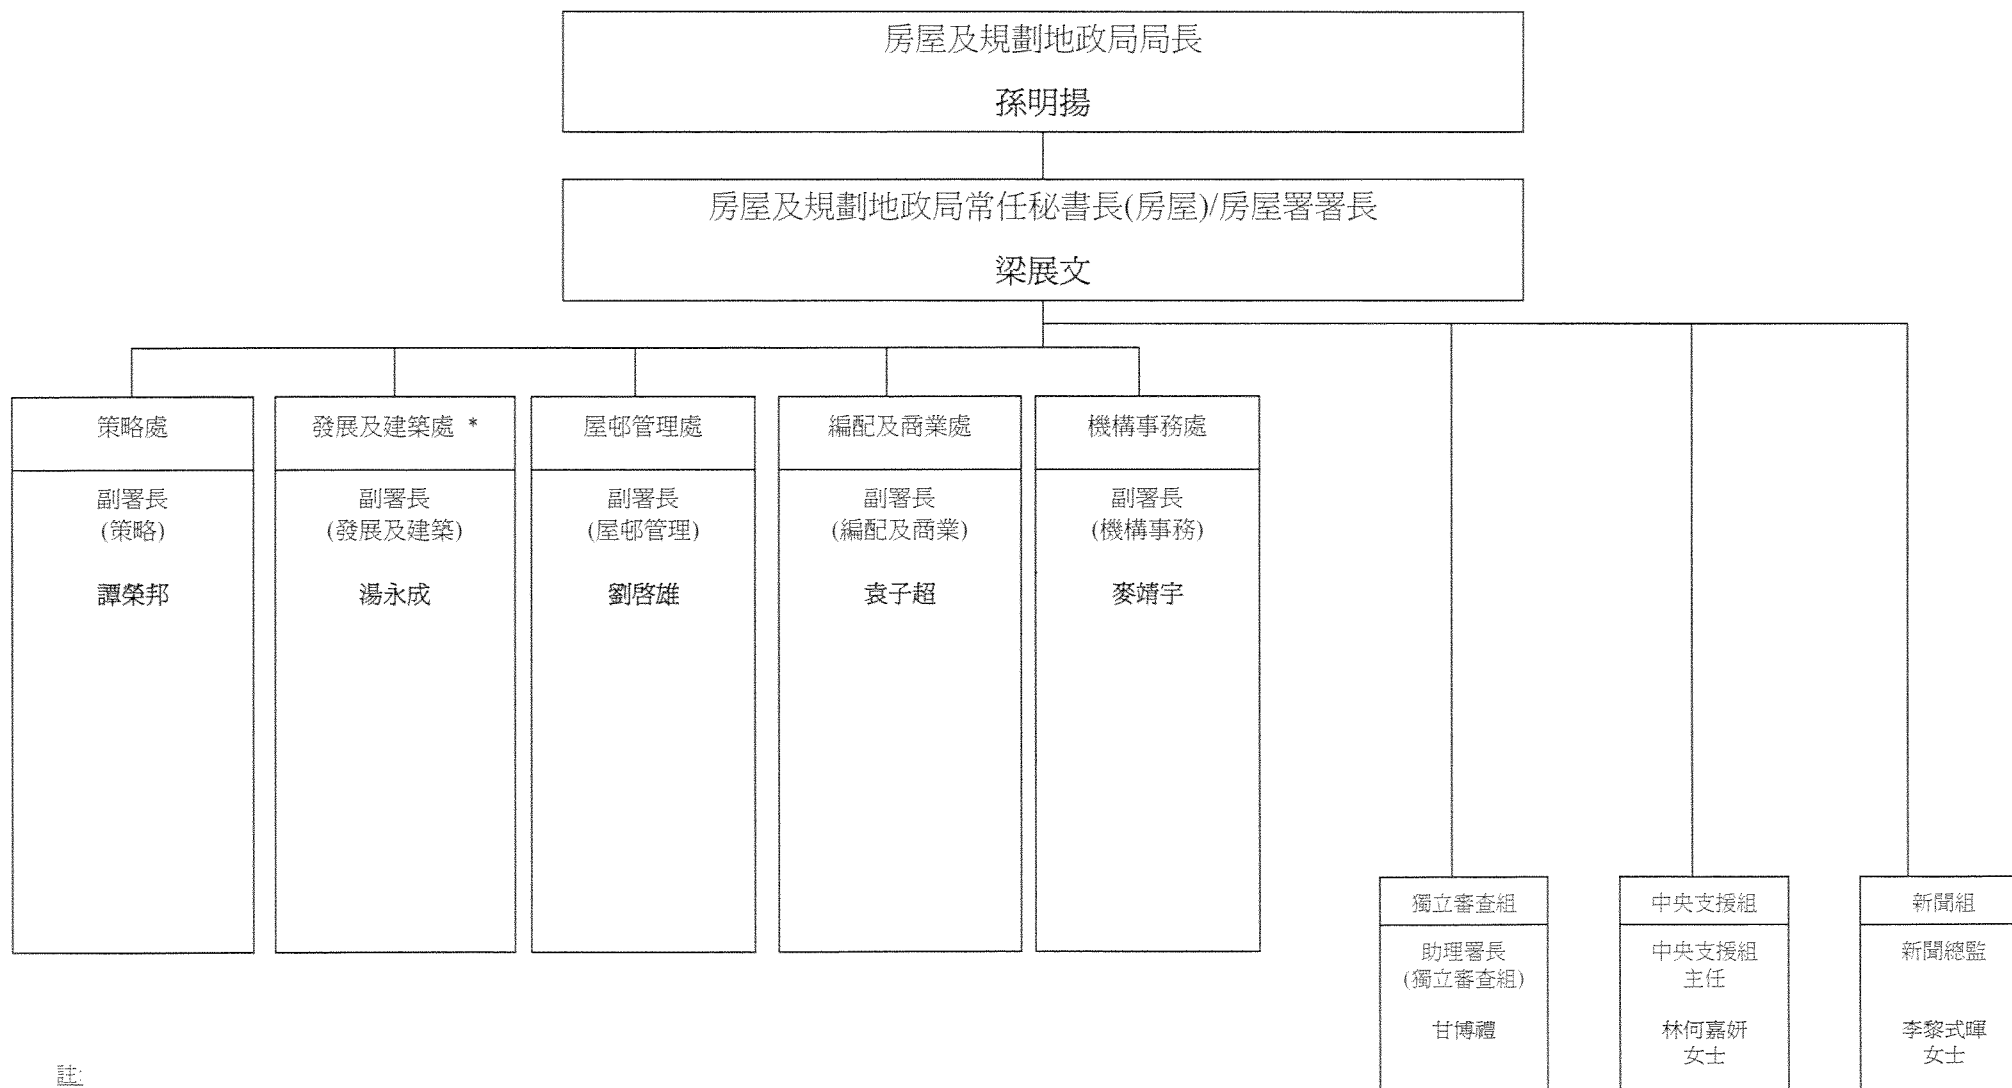 房屋及規劃地政局局長
孫明揚
房屋及規劃地政局常任秘書長(房屋)/房屋署署長
梁展文
策略處
副署長
(策略)
譚榮邦
發展及建築處 *
副署長
(發展及建築)
湯永成
屋邨管理處
副署長
(屋邨管理)
劉啓雄
編配及商業處
副署長
(編配及商業)
袁子超
機構事務處
副署長
(機構事務)
麥靖宇
獨立審查組
助理署長
(獨立審查組)
甘博禮
中央支援組
中央支援組
主任
林何嘉妍
女士
新聞組
新聞總監
李黎式暉
女士
註: